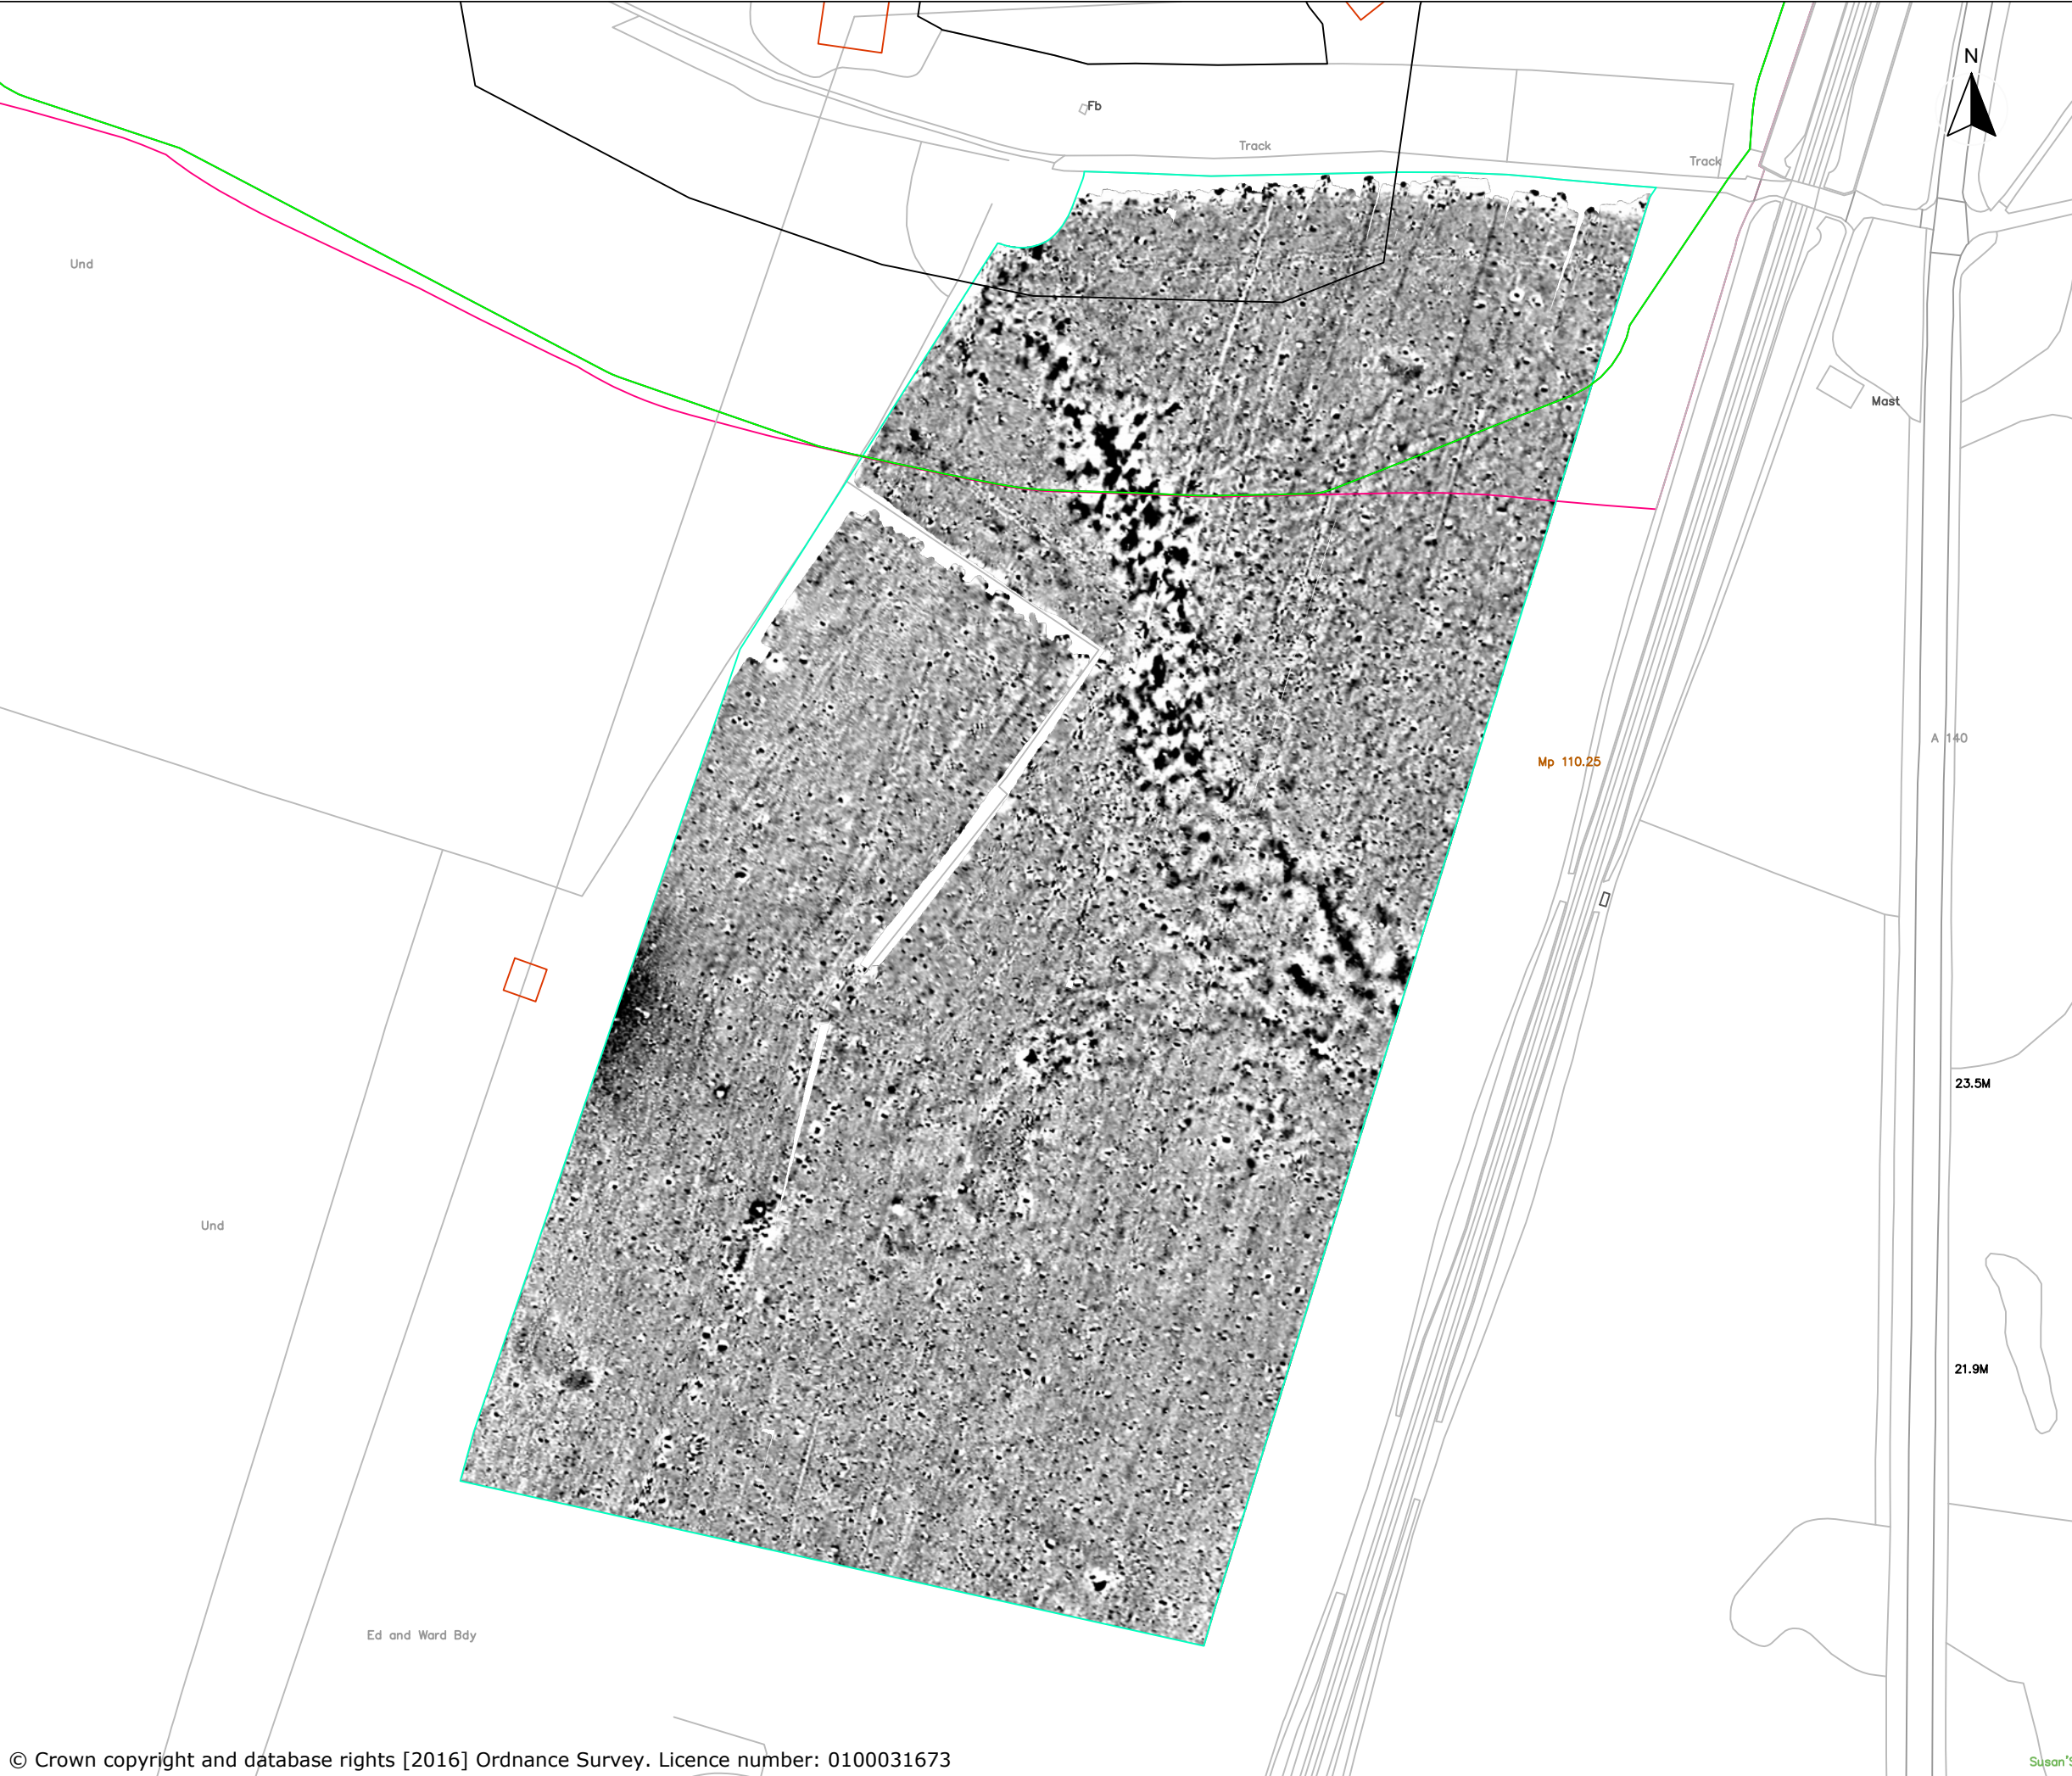 N
Fb
Track
Track
Und
Mast
A 140
Mp 110.25
23.5M
Und
21.9M
Ed and Ward Bdy
© Crown copyright and database rights [2016] Ordnance Survey. Licence number: 0100031673
Susan'S